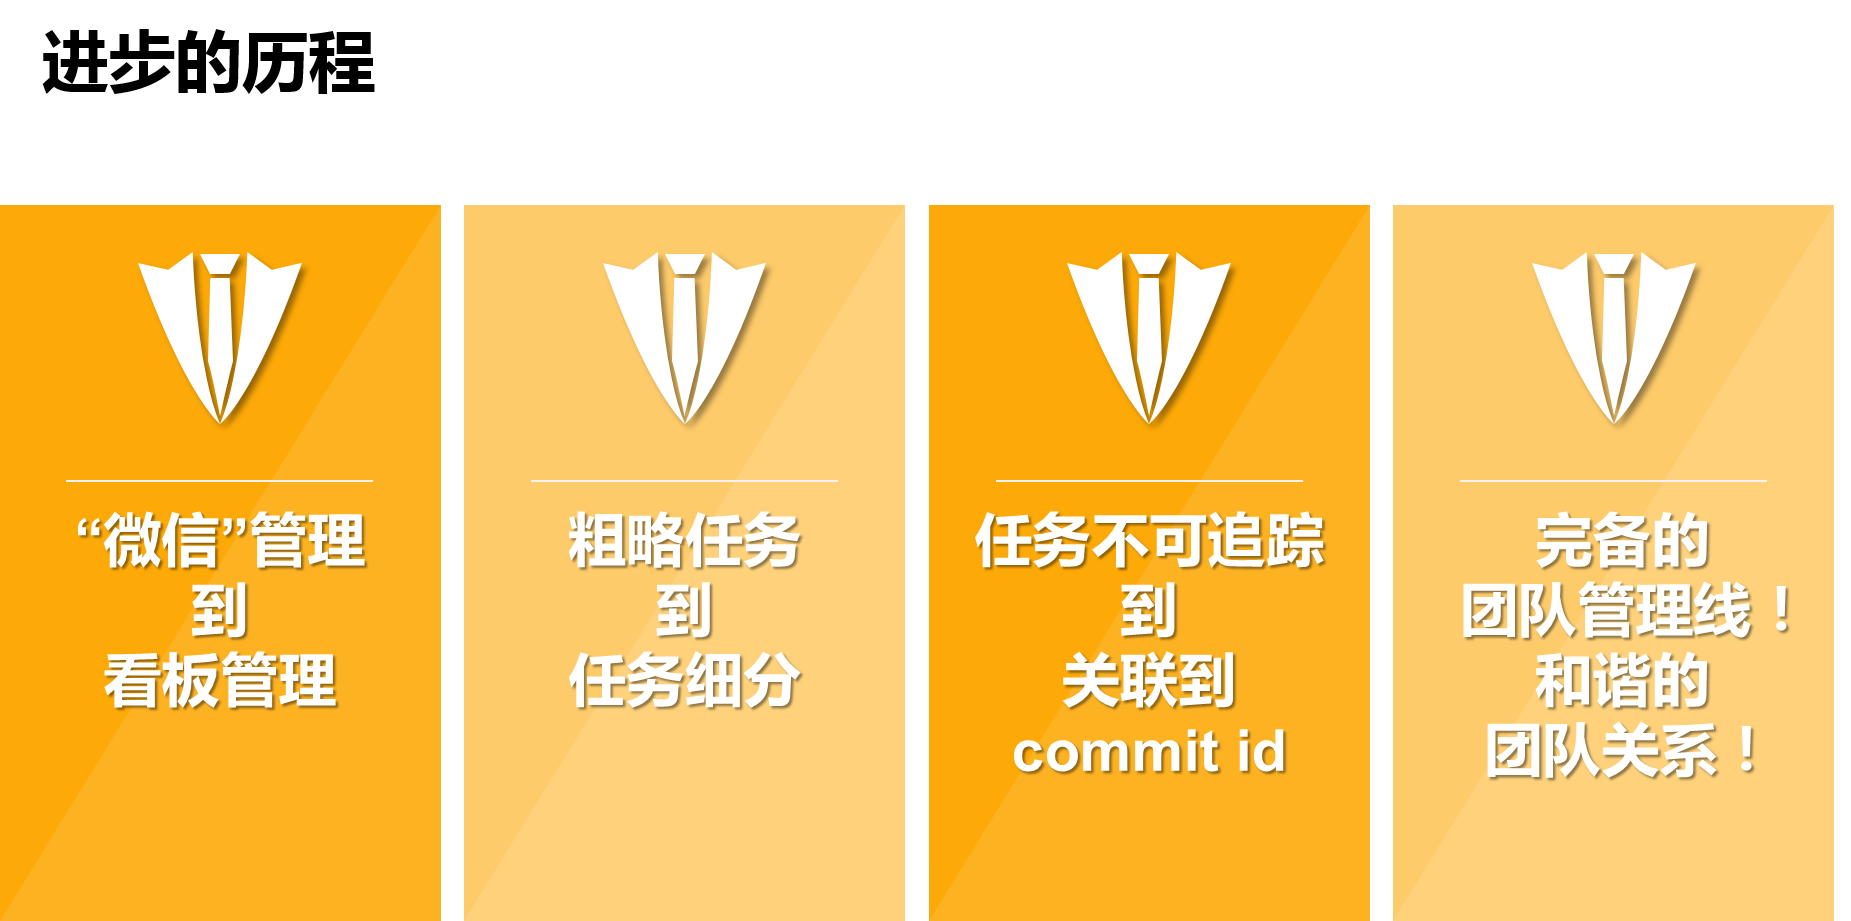 进步的历程
“微信”管理
到
看板管理
粗略任务
到
任务细分
任务不可追踪
到
关联到
commit id
完备的
团队管理线！
和谐的
团队关系！